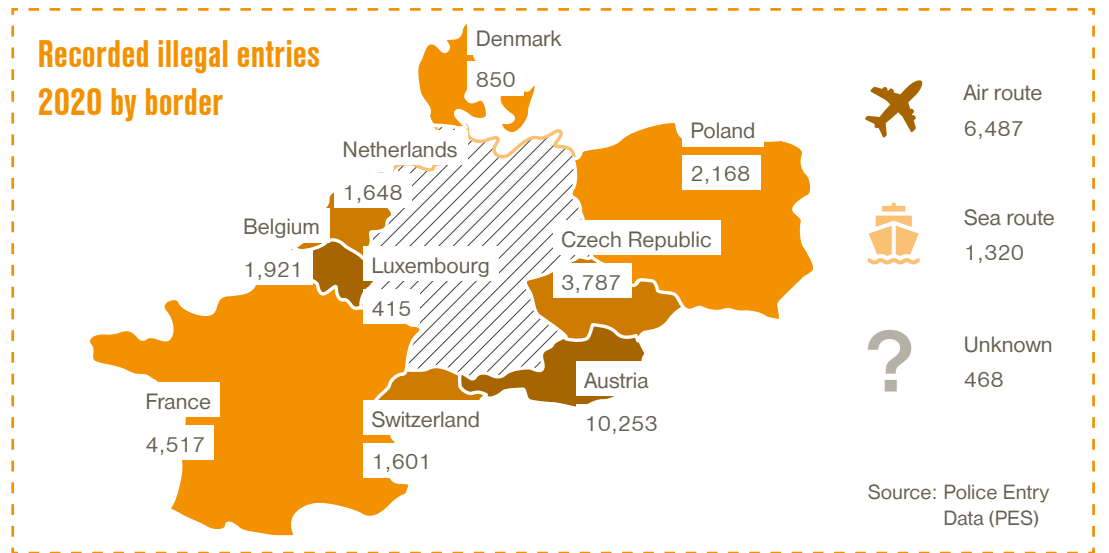 Recorded illegal entries
2020 by border
Denmark
850
Poland
2,168
Netherlands
1,648
Belgium
1,921
Luxembourg
415
Czech Republic
3,787
Austria
10,253
France
4,517
Switzerland
1,601
Air route
6,487
Sea route
1,320
?
Unknown
468
Source: Police Entry
Data (PES)